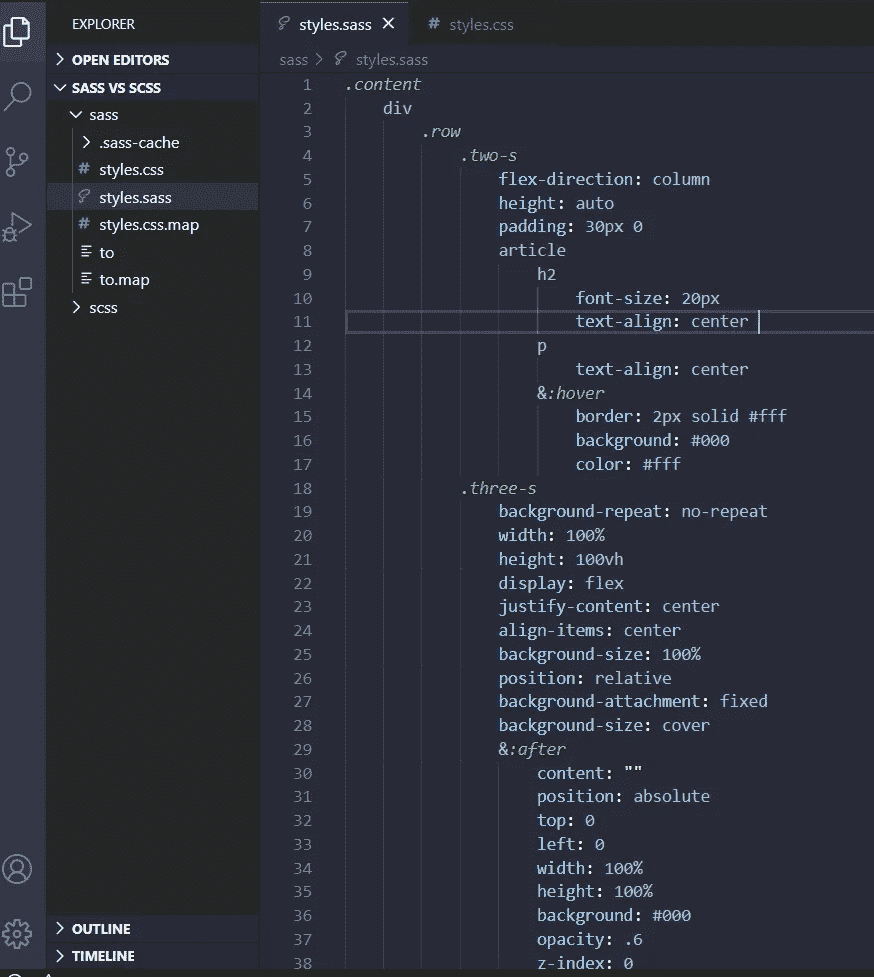 EXPLORER
OPEN EDITORS
SASS VS SCSS
sass
.sass-cache
# styles.css
styles.sass
# styles.css.map
to
to.map
scss
OUTLINE
TIMELINE
styles.sass # styles.css
sass > styles.sass
1 .content
2 div
3 .row
4 .two-s
5 flex-direction: column
6 height: auto
7 padding: 30px 0
8 article
9 h2
10 font-size: 20px
11 text-align: center
12 p
13 text-align: center
14 &:hover
15 border: 2px solid #fff
16 background: #000
17 color: #fff
18 .three-s
19 background-repeat: no-repeat
20 width: 100%
21 height: 100vh
22 display: flex
23 justify-content: center
24 align-items: center
25 background-size: 100%
26 position: relative
27 background-attachment: fixed
28 background-size: cover
29 &:after
30 content: ""
31 position: absolute
32 top: 0
33 left: 0
34 width: 100%
35 height: 100%
36 background: #000
37 opacity: .6
38 z-index: 0